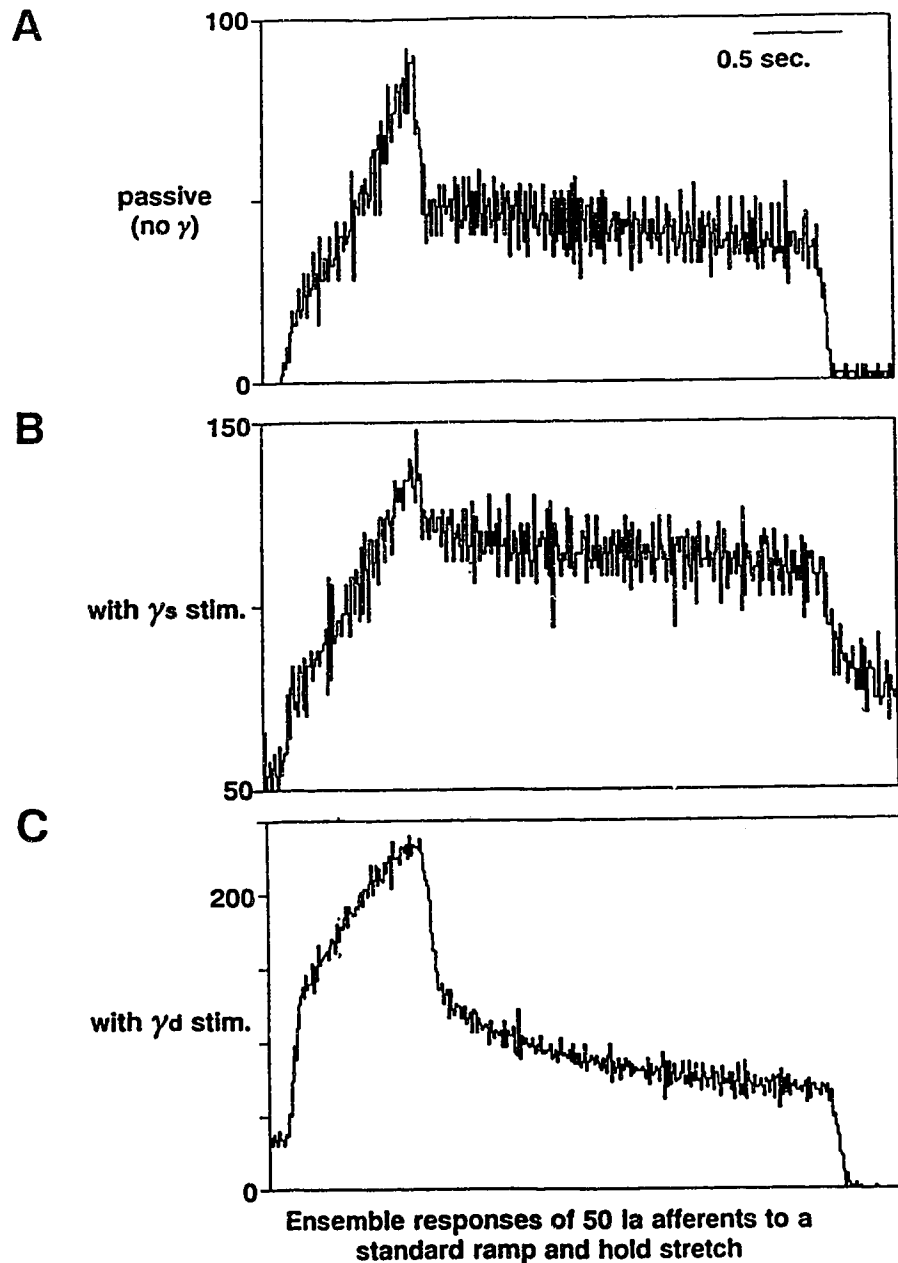 A
100
0.5 sec.
passive
(no γ)
0
B
150
with γs stim.
50
C
200
with γd stim.
0
Ensemble responses of 50 Ia afferents to a
standard ramp and hold stretch